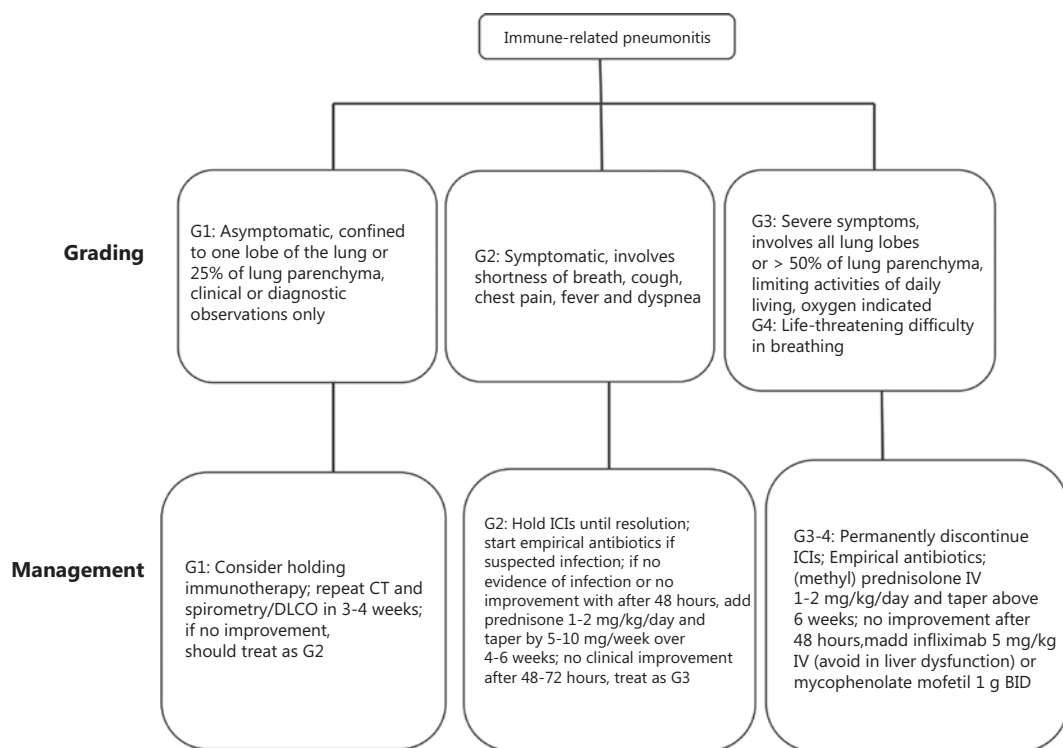 Immune-related pneumonitis
Grading
G1: Asymptomatic, confined
to one lobe of the lung or
25% of lung parenchyma,
clinical or diagnostic
observations only
G2: Symptomatic, involves
shortness of breath, cough,
chest pain, fever and dyspnea
G3: Severe symptoms,
involves all lung lobes
or > 50% of lung parenchyma,
limiting activities of daily
living, oxygen indicated
G4: Life-threatening difficulty
in breathing
Management
G1: Consider holding
immunotherapy; repeat CT and
spirometry/DLCO in 3-4 weeks;
if no improvement,
should treat as G2
G2: Hold ICIs until resolution;
start empirical antibiotics if
suspected infection; if no
evidence of infection or no
improvement with after 48 hours, add
prednisone 1-2 mg/kg/day and
taper by 5-10 mg/week over
4-6 weeks; no clinical improvement
after 48-72 hours, treat as G3
G3-4: Permanently discontinue
ICIs; Empirical antibiotics;
(methyl) prednisolone IV
1-2 mg/kg/day and taper above
6 weeks; no improvement after
48 hours,madd infliximab 5 mg/kg
IV (avoid in liver dysfunction) or
mycophenolate mofetil 1 g BID